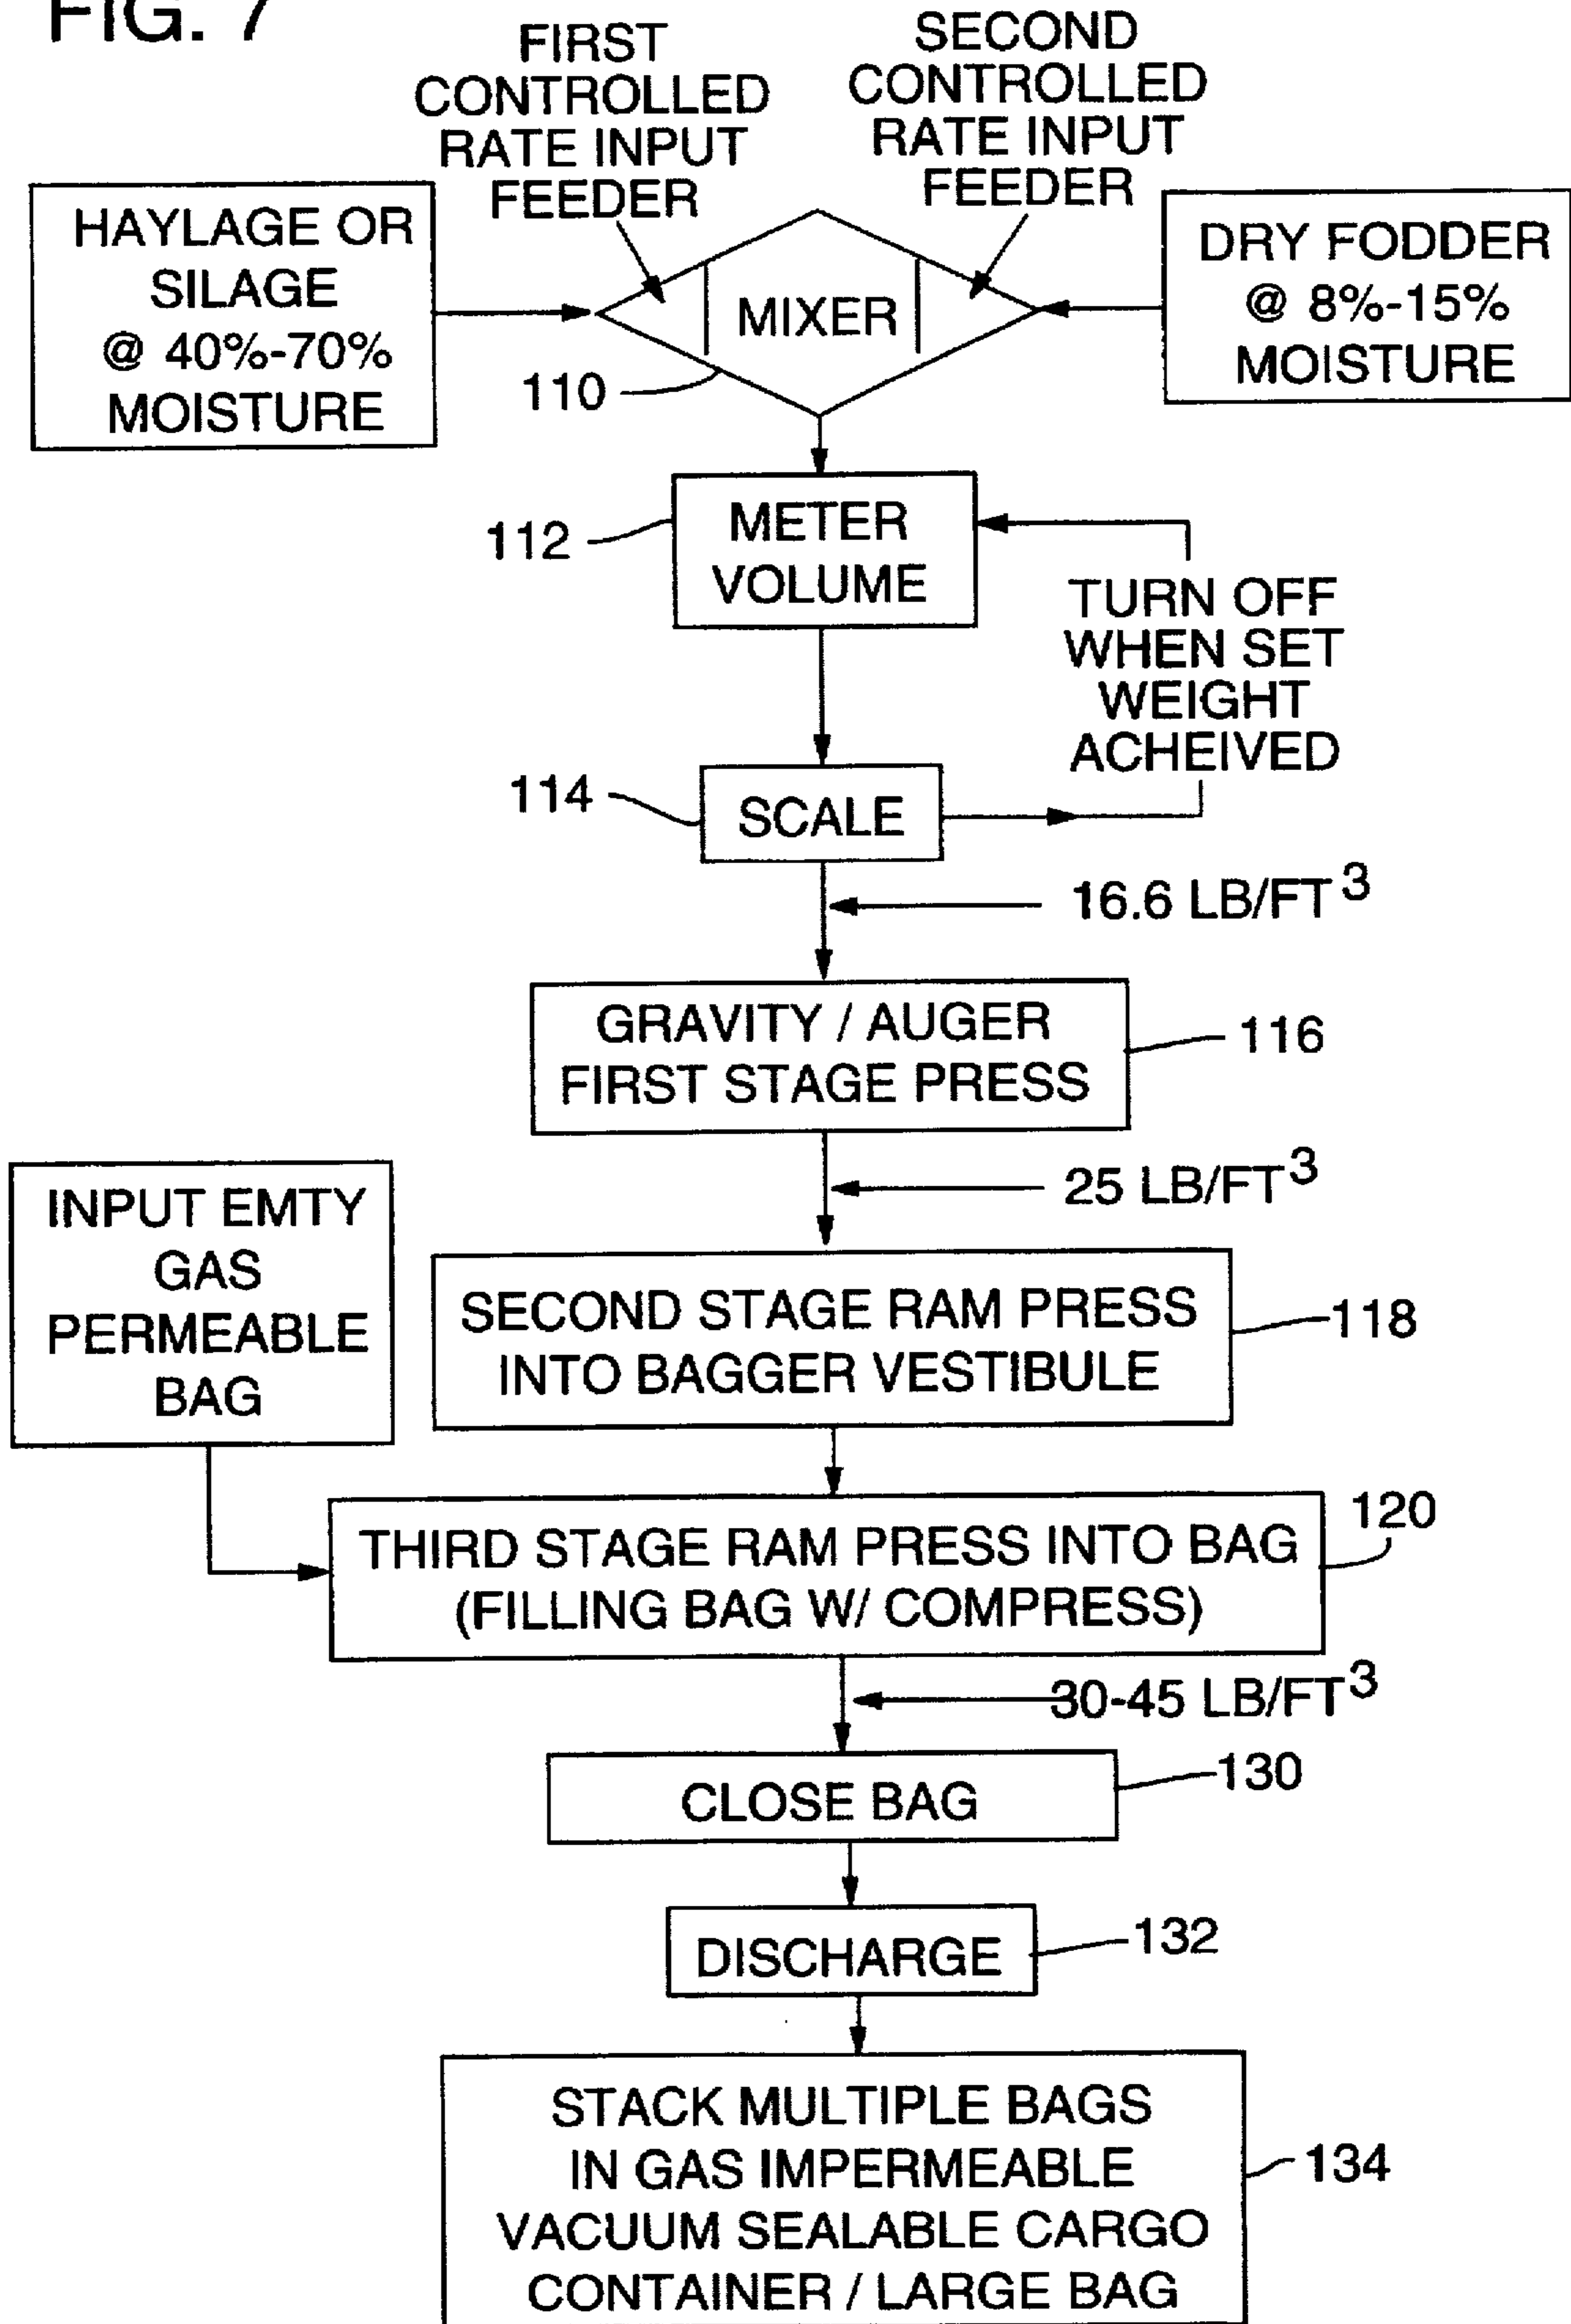 FIG. 7
FIRST
CONTROLLED
RATE INPUT
FEEDER
SECOND
CONTROLLED
RATE INPUT
FEEDER
HAYLAGE OR
SILAGE
@ 40%-70%
MOISTURE
MIXER
DRY FODDER
@ 8%-15%
MOISTURE
110
112
METER
VOLUME
TURN OFF
WHEN SET
WEIGHT
ACHEIVED
114
SCALE
16.6 LB/FT3
GRAVITY / AUGER
FIRST STAGE PRESS
116
25 LB/FT3
INPUT EMTY
GAS
PERMEABLE
BAG
SECOND STAGE RAM PRESS
INTO BAGGER VESTIBULE
118
THIRD STAGE RAM PRESS INTO BAG
(FILLING BAG W/ COMPRESS)
120
30-45 LB/FT3
CLOSE BAG
130
DISCHARGE
132
STACK MULTIPLE BAGS
IN GAS IMPERMEABLE
VACUUM SEALABLE CARGO
CONTAINER / LARGE BAG
134